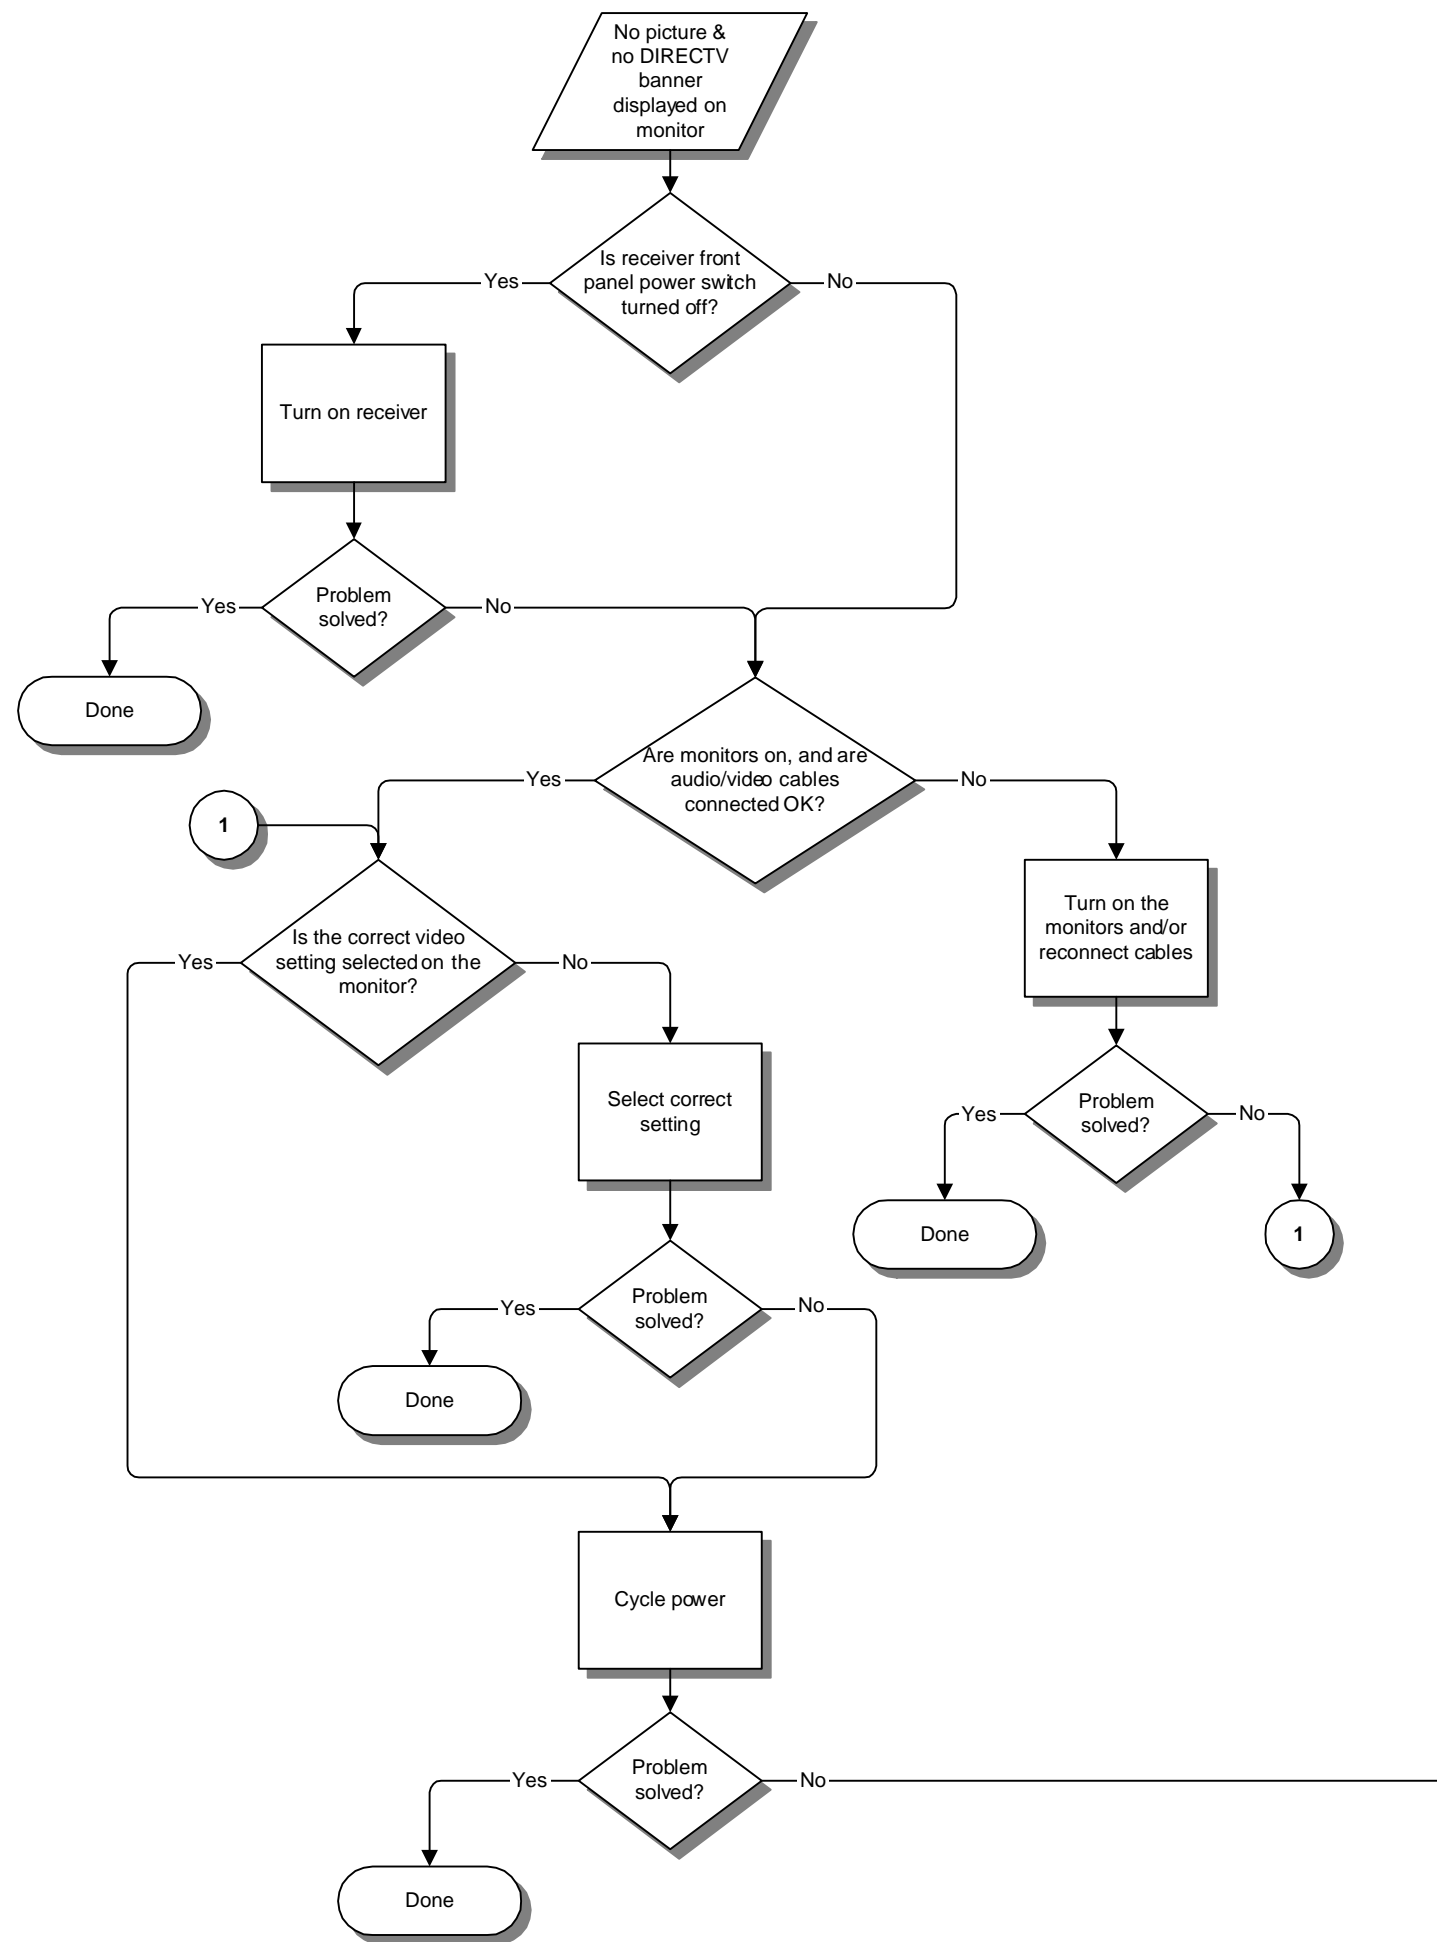 No picture &
no DIRECTV
banner
displayed on
monitor
Is receiver front
panel power switch
turned off?
Yes
No
Turn on receiver
Problem
solved?
Yes
No
Done
Are monitors on, and are
audio/video cables
connected OK?
Yes
No
1
Is the correct video
setting selected on the
monitor?
Yes
No
Turn on the
monitors and/or
reconnect cables
Select correct
setting
Problem
solved?
Yes
No
Done
1
Problem
solved?
Yes
No
Done
Cycle power
Problem
solved?
Yes
No
Done